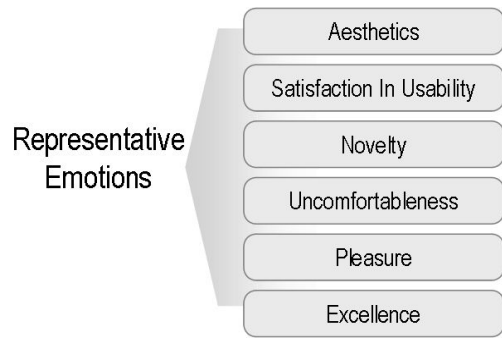 Representative
Emotions
Aesthetics
Satisfaction In Usability
Novelty
Uncomfortableness
Pleasure
Excellence